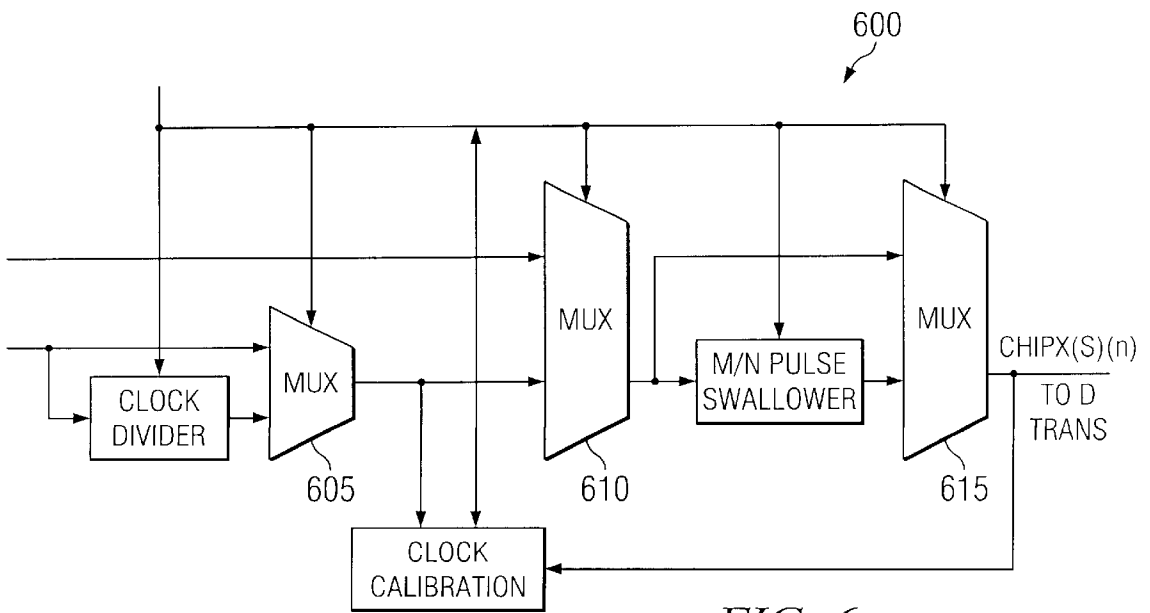 600
MUX
MUX
MUX
CLOCK
DIVIDER
M/N PULSE
SWALLOWER
CHIPX(S)(n)
TO D
TRANS
605
610
615
CLOCK
CALIBRATION
FIG. 6